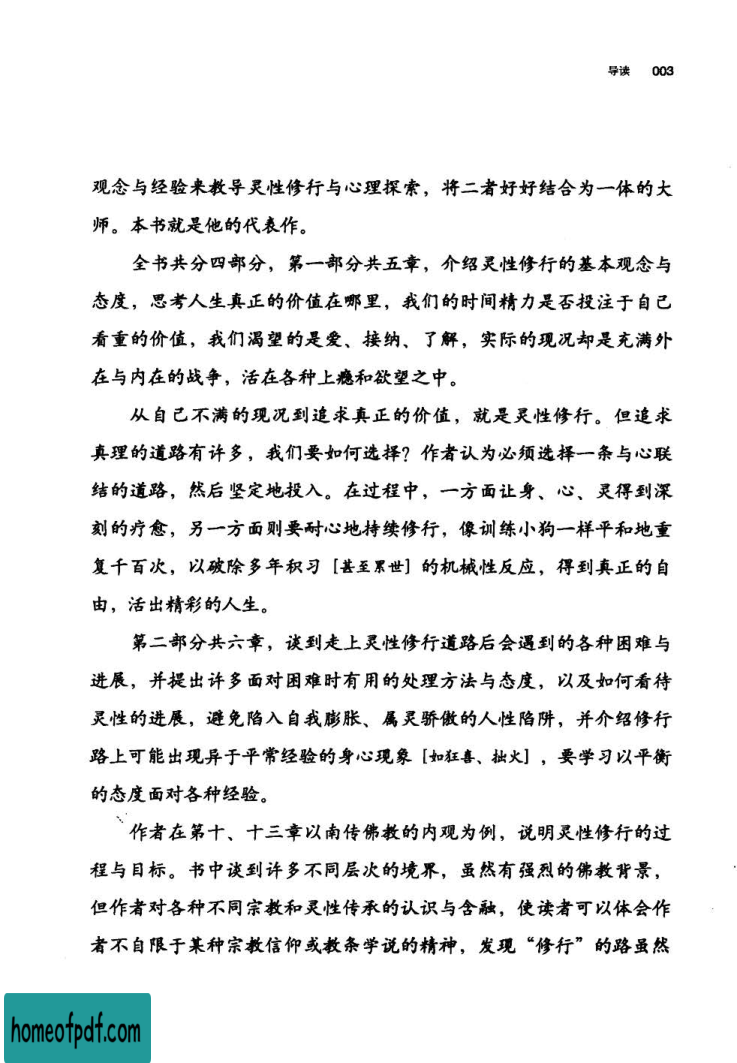 导读 003
观念与经验来教导灵性修行与心理探索，将二者好好结合为一体的大
师。本书就是他的代表作。
全书共分四部分，第一部分共五章，介绍灵性修行的基本观念与
态度，思考人生真正的价值在哪里，我们的时间精力是否投注于自己
看重的价值，我们渴望的是爱、接纳、了解，实际的现况却是充满外
在与内在的战争，活在各种上瘾和欲望之中。
从自己不满的现况到追求真正的价值，就是灵性修行。但追求
真理的道路有许多，我们要如何选择？作者认为必须选择一条与心联
结的道路，然后坚定地投入。在过程中，一方面让身、心、灵得到深
刻的疗愈，另一方面则要耐心地持续修行，像训练小狗一样平和地重
复千百次，以破除多年积习［甚至累世］的机械性反应，得到真正的自
由，活出精彩的人生。
第二部分共六章，谈到走上灵性修行道路后会遇到的各种困难与
进展，并提出许多面对困难时有用的处理方法与态度，以及如何看待
灵性的进展，避免陷入自我膨胀、属灵骄傲的人性陷阱，并介绍修行
路上可能出现异于平常经验的身心现象［如狂喜、拙火］，要学习以平衡
的态度面对各种经验。
作者在第十、十三章以南传佛教的内观为例，说明灵性修行的过
程与目标。书中谈到许多不同层次的境界，虽然有强烈的佛教背景，
但作者对各种不同宗教和灵性传承的认识与含融，使读者可以体会作
者不自限于某种宗教信仰或教条学说的精神，发现“修行”的路虽然
homeofpdf.com